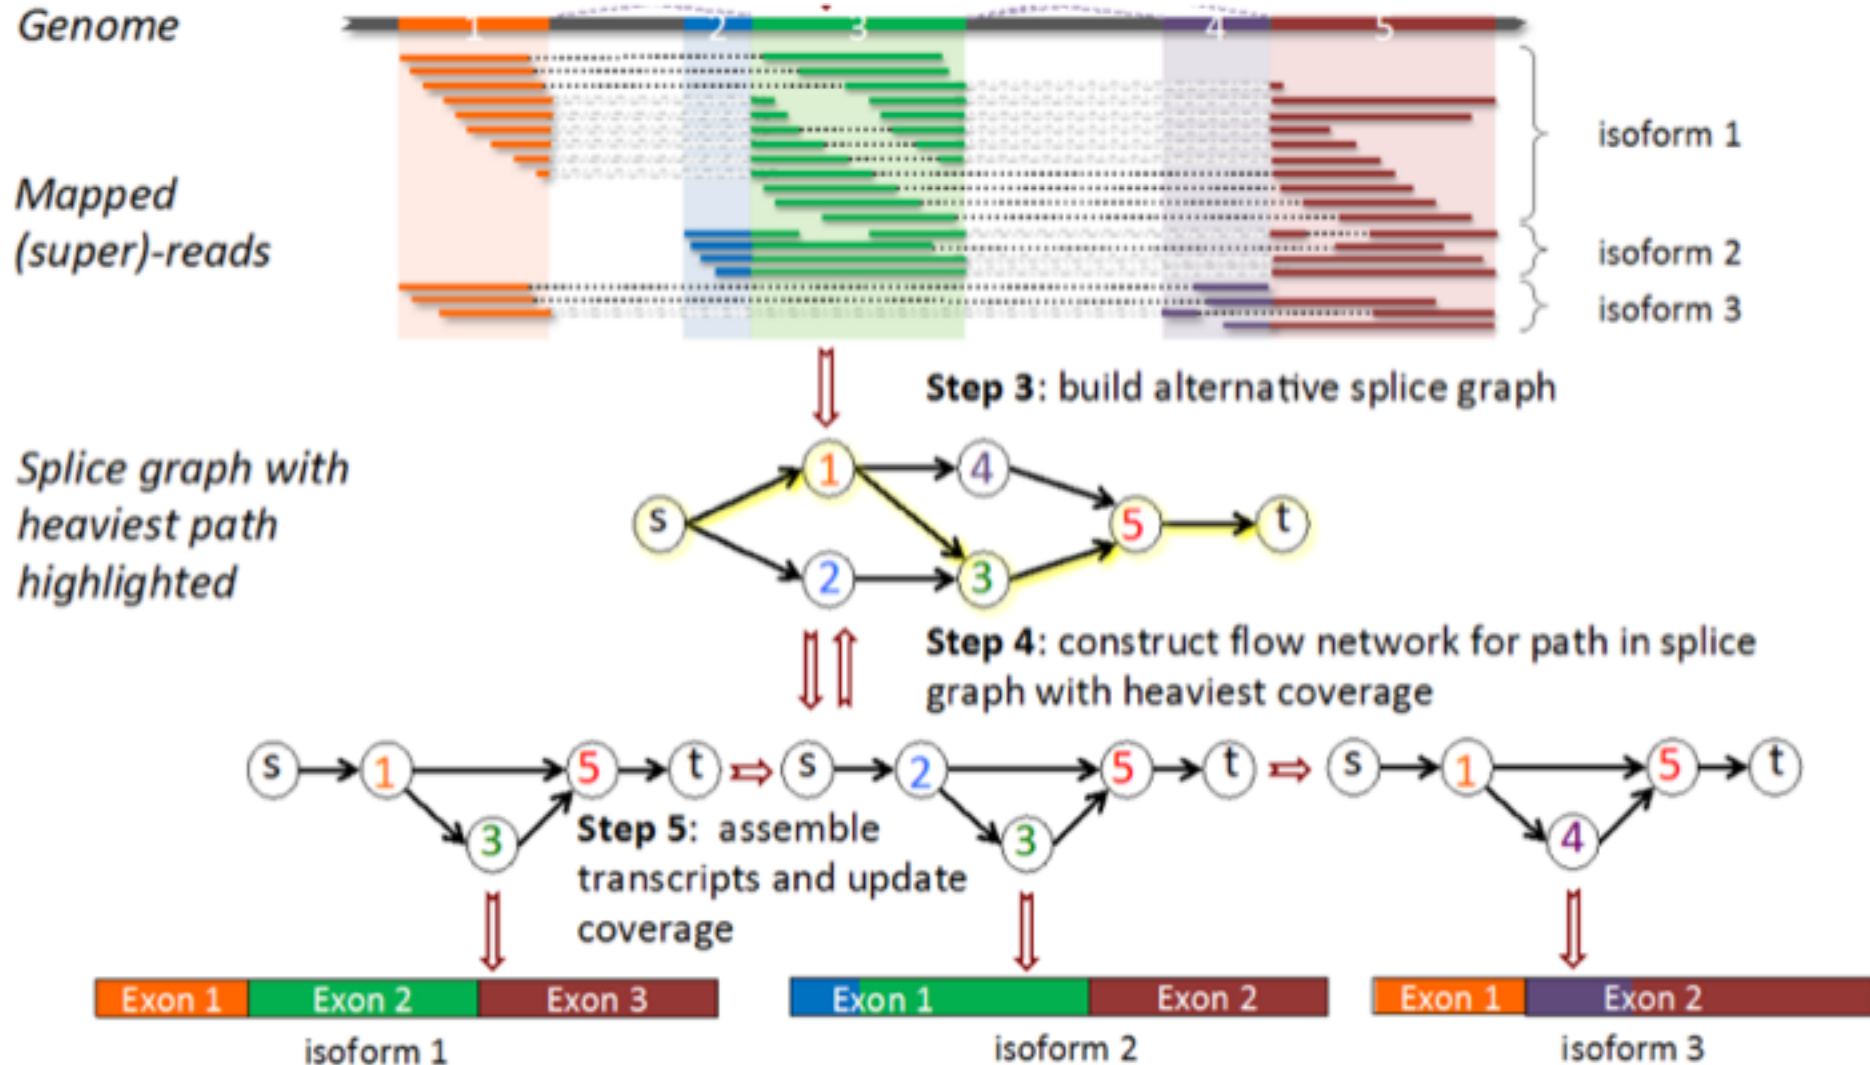 Genome
1 2 3 4 5
isoform 1
Mapped
(super)-reads
isoform 2
isoform 3
Step 3: build alternative splice graph
Splice graph with
heaviest path
highlighted
1 4
s 5 t
2 3
Step 4: construct flow network for path in splice
graph with heaviest coverage
s 1 5 t s 2 5 t s 1 5 t
3 3 4
Step 5: assemble
transcripts and update
coverage
Exon 1 Exon 2 Exon 3 Exon 1 Exon 2 Exon 1 Exon 2
isoform 1 isoform 2 isoform 3